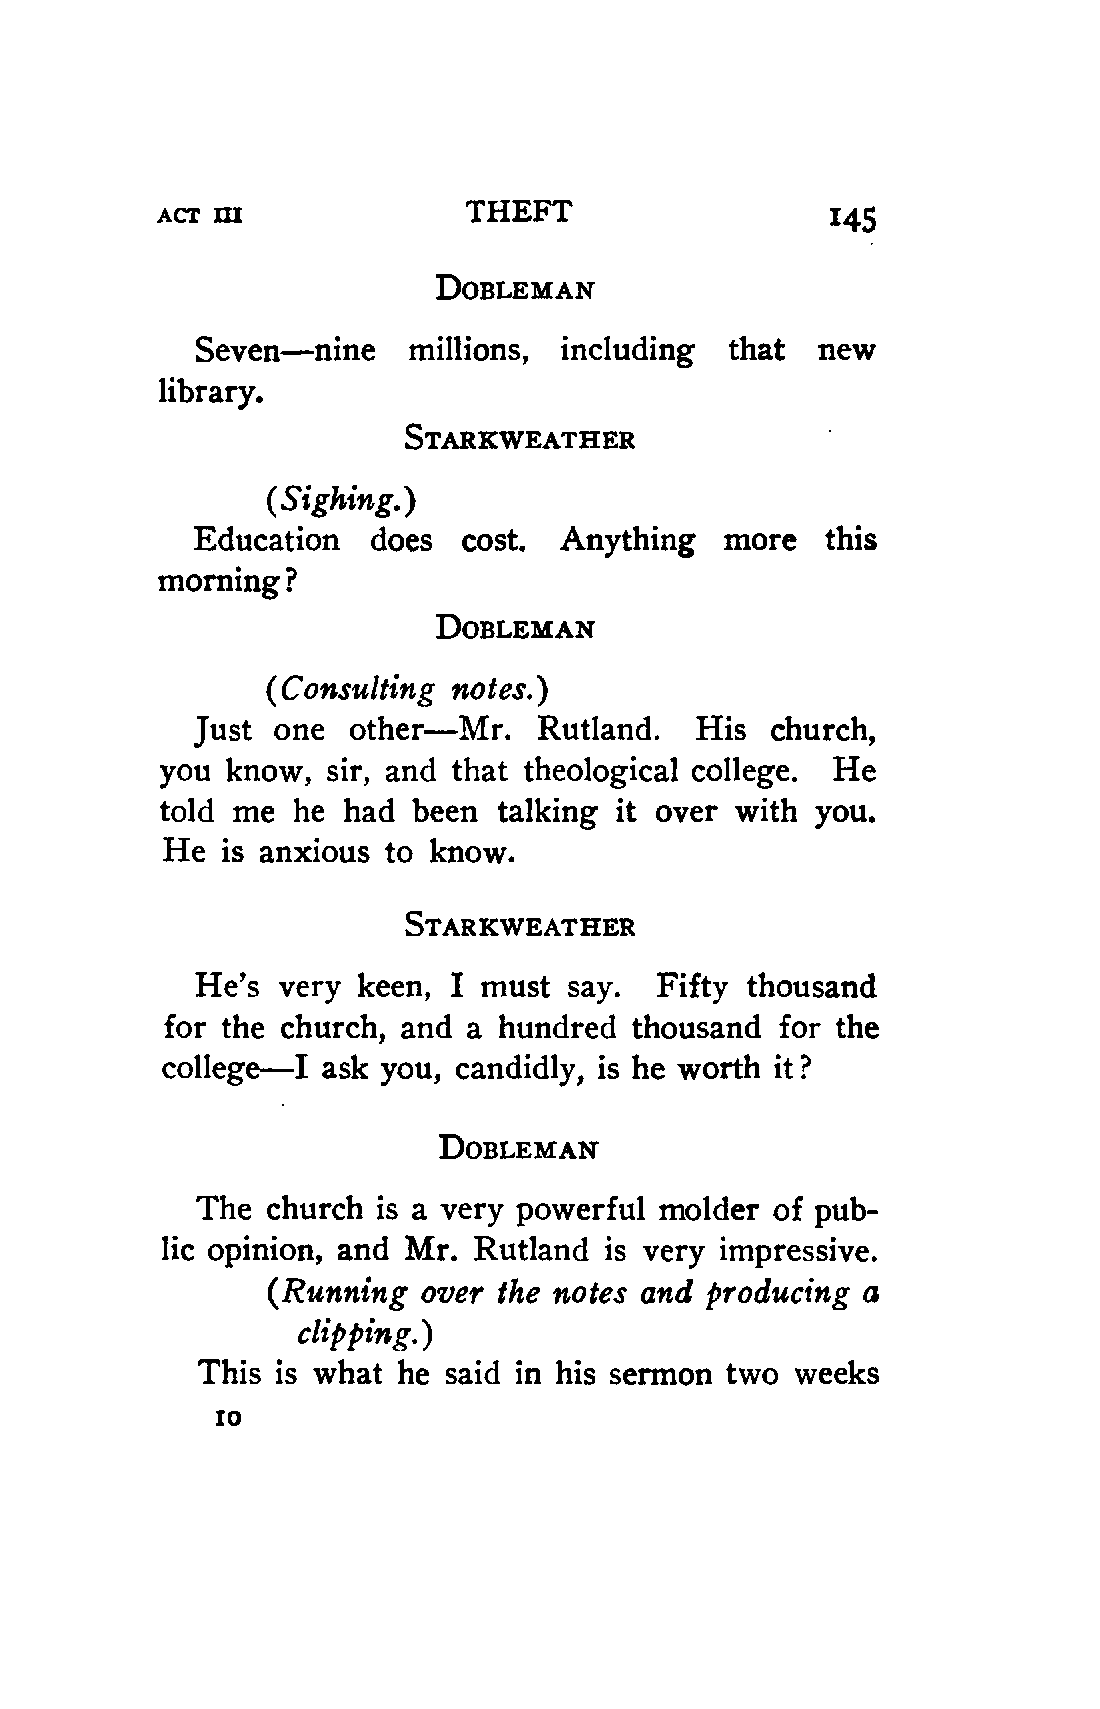 ACT III THEFT 145
DOBLEMAN
Seven—nine millions, including that new
library.
STARKWEATHER
(Sighing.)
Education does cost. Anything more this
morning?
DOBLEMAN
(Consulting notes.)
Just one other—Mr. Rutland. His church,
you know, sir, and that theological college. He
told me he had been talking it over with you.
He is anxious to know.
STARKWEATHER
He's very keen, I must say. Fifty thousand
for the church, and a hundred thousand for the
college—I ask you, candidly, is he worth it?
DOBLEMAN
The church is a very powerful molder of pub-
lic opinion, and Mr. Rutland is very impressive.
(Running over the notes and producing a
clipping.)
This is what he said in his sermon two weeks
10